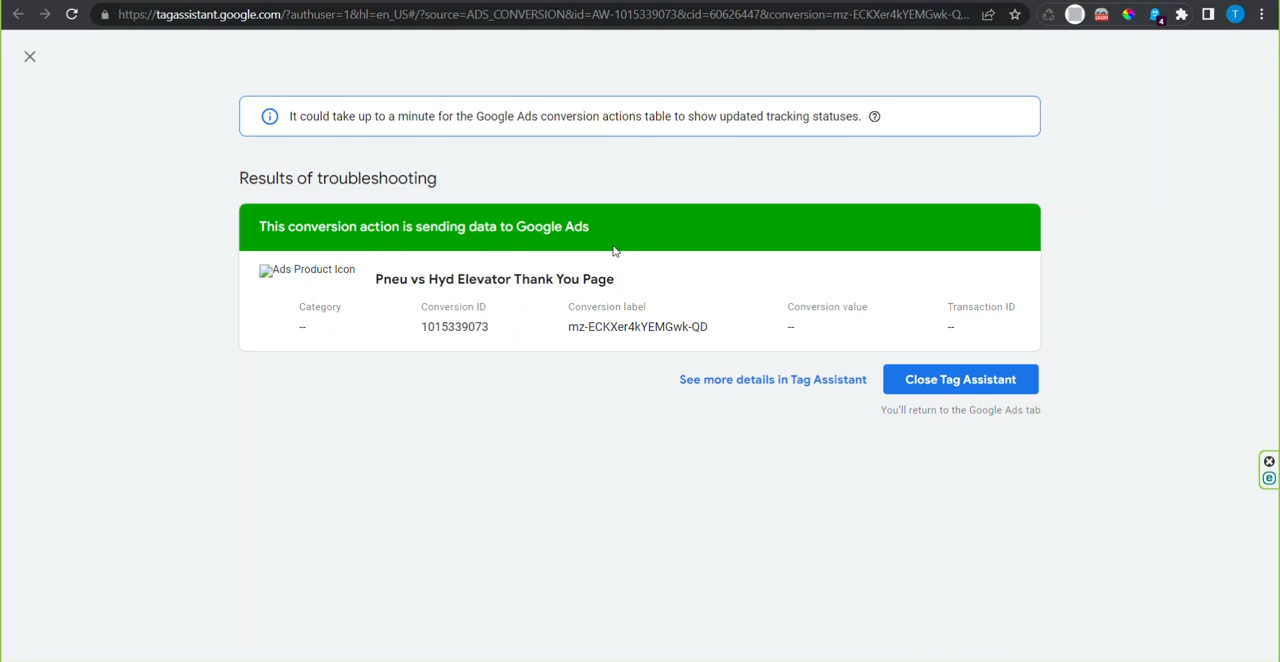 https://tagassistant.google.com/?authuser=1&hl=en_US#/?source=ADS_CONVERSION&id=AW-1015339073&cid=60626447&conversion=mz-ECKXer4kYEMGwk-Q...
T
4
It could take up to a minute for the Google Ads conversion actions table to show updated tracking statuses.
Results of troubleshooting
This conversion action is sending data to Google Ads
Ads Product Icon
Pneu vs Hyd Elevator Thank You Page
Category Conversion ID Conversion label Conversion value Transaction ID
-- 1015339073 mz-ECKXer4kYEMGwk-QD -- --
See more details in Tag Assistant Close Tag Assistant
You'll return to the Google Ads tab